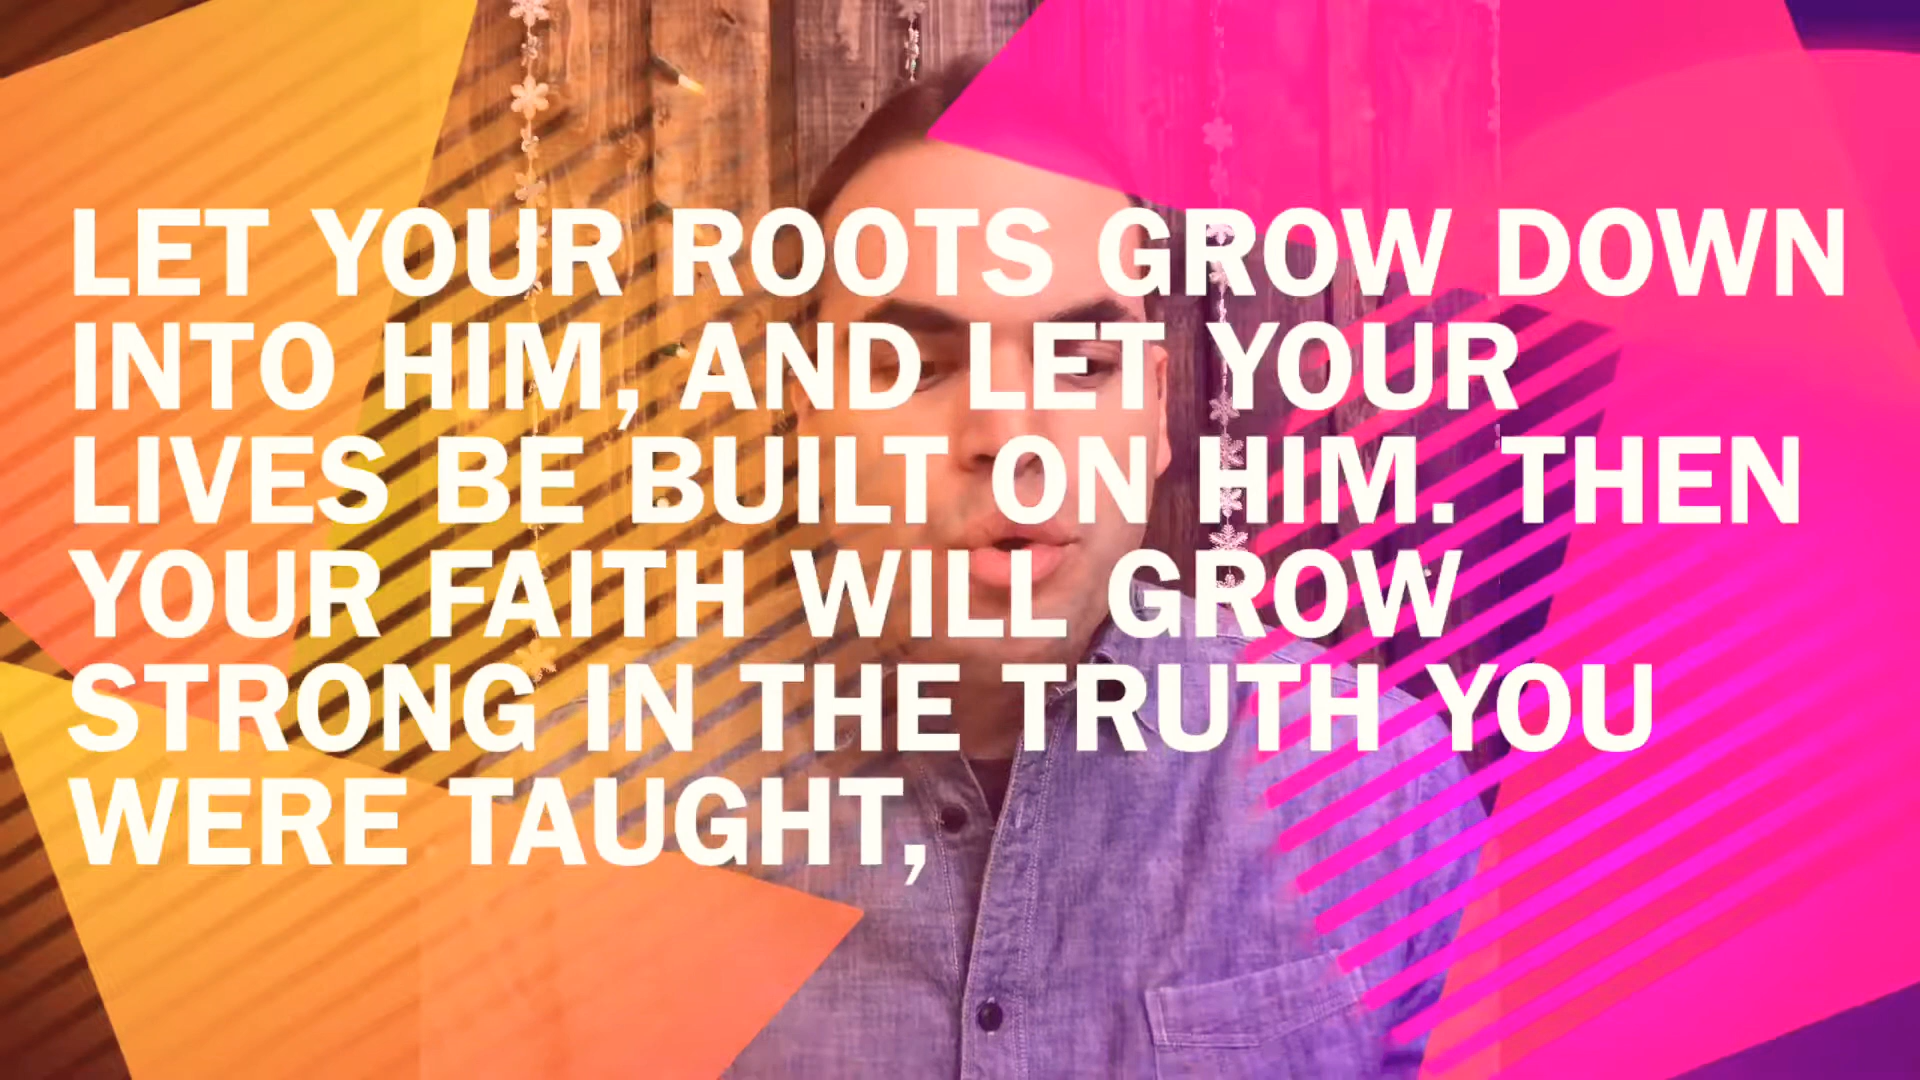 LET YOUR ROOTS GROW DOWN
INTO HIM, AND LET YOUR
LIVES BE BUILT ON HIM. THEN
YOUR FAITH WILL GROW
STRONG IN THE TRUTH YOU
WERE TAUGHT,